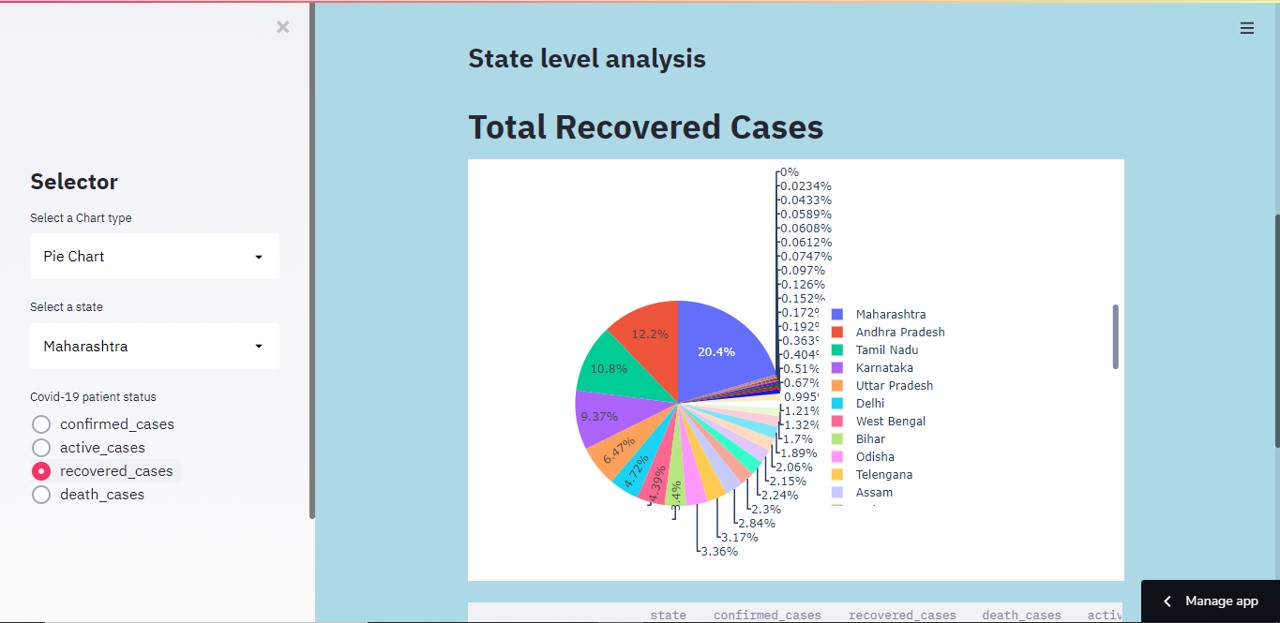 Selector
Select a Chart type
Pie Chart
Select a state
Maharashtra
Covid-19 patient status
confirmed_cases
active_cases
recovered_cases
death_cases
State level analysis
Total Recovered Cases
0%
0.0234%
0.0433%
0.0589%
0.0608%
0.0612%
0.0747%
0.097%
0.126%
0.152%
0.172%
0.192%
0.363%
0.404%
0.51%
0.67%
0.995%
1.21%
1.32%
1.7%
1.89%
2.06%
2.15%
2.24%
2.3%
2.84%
3.17%
3.36%
3.4%
4.39%
4.72%
6.47%
9.37%
10.8%
12.2%
20.4%
Maharashtra
Andhra Pradesh
Tamil Nadu
Karnataka
Uttar Pradesh
Delhi
West Bengal
Bihar
Odisha
Telengana
Assam
state confirmed_cases recovered_cases death_cases activ
Manage app